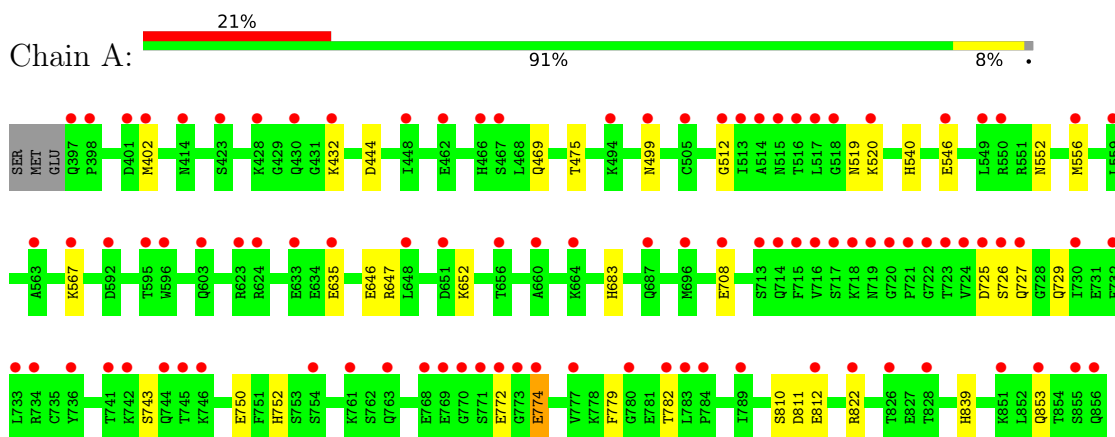 21%
Chain A:
91% 8% •
SER MET GLU Q397 P398 D401 M402 N414 S423 K428 G429 Q430 G431 K432 D444 I448 E462 H466 S467 L468 Q469 T475 K494 N499 C505 G512 I513 A514 N515 T516 L517 G518 N519 K520 H540 E546 L549 R550 R551 N552 M556 L559
A563 K567 D592 T595 W596 Q603 R623 R624 E633 E634 E635 E646 R647 L648 D651 K652 T656 A660 K664 H683 Q687 M696 E708 S713 Q714 F715 V716 S717 K718 N719 G720 P721 G722 T723 V724 D725 S726 Q727 G728 Q729 I730 E731 E732
L733 R734 C735 Y736 T741 K742 S743 Q744 T745 K746 E750 F751 H752 S753 S754 K761 S762 Q763 E768 E769 G770 S771 E772 G773 E774 V777 K778 F779 G780 E781 T782 L783 P784 I789 S810 D811 E812 R822 T826 E827 T828 H839 K851 L852 Q853 T854 S855 Q856